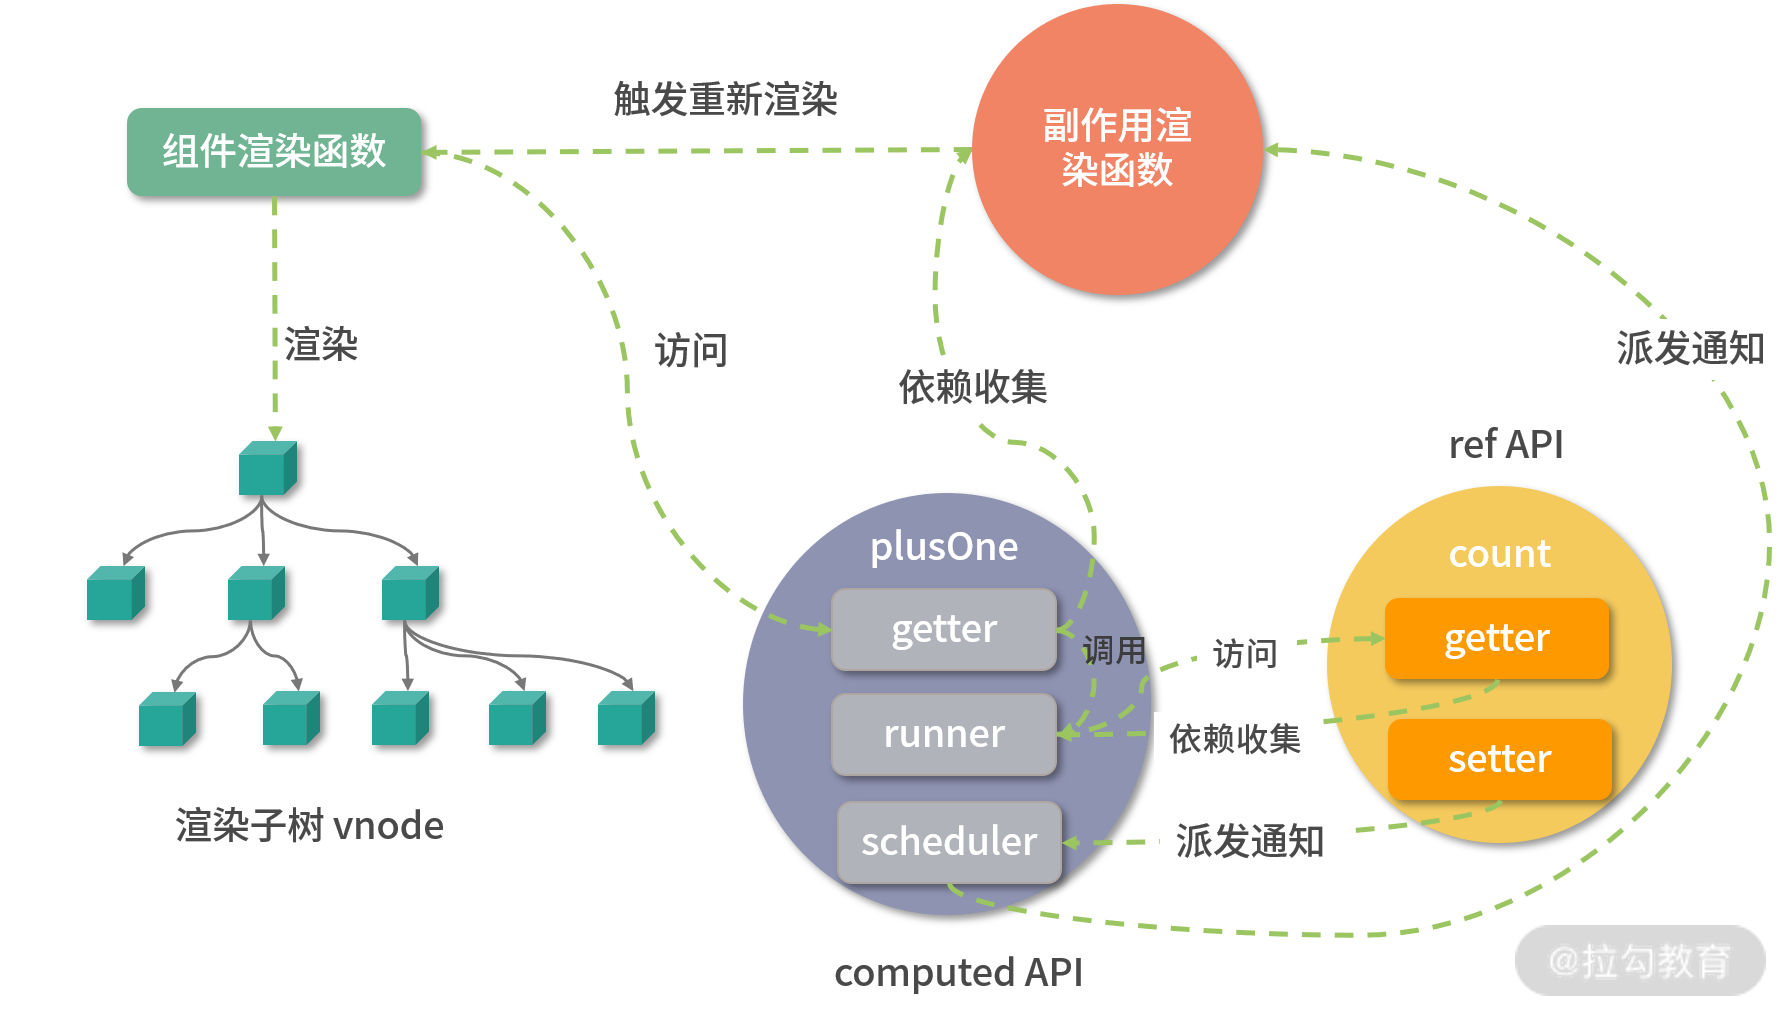 触发重新渲染
副作用渲
染函数
组件渲染函数
渲染
访问
派发通知
依赖收集
ref API
plusOne
count
getter
调用
访问
getter
runner
依赖收集
setter
scheduler
派发通知
渲染子树 vnode
computed API
@拉勾教育